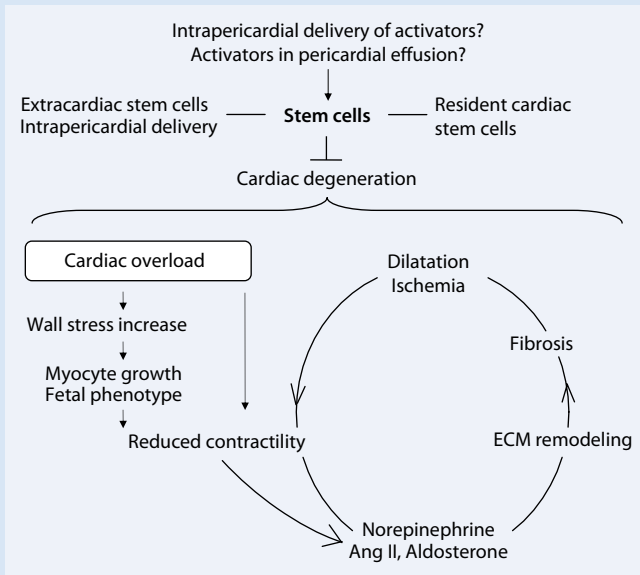 Intrapericardial delivery of activators?
Activators in pericardial effusion?
Extracardiac stem cells
Intrapericardial delivery
Stem cells
Resident cardiac
stem cells
Cardiac degeneration
Cardiac overload
Wall stress increase
Myocyte growth
Fetal phenotype
Reduced contractility
Dilatation
Ischemia
Fibrosis
ECM remodeling
Norepinephrine
Ang II, Aldosterone